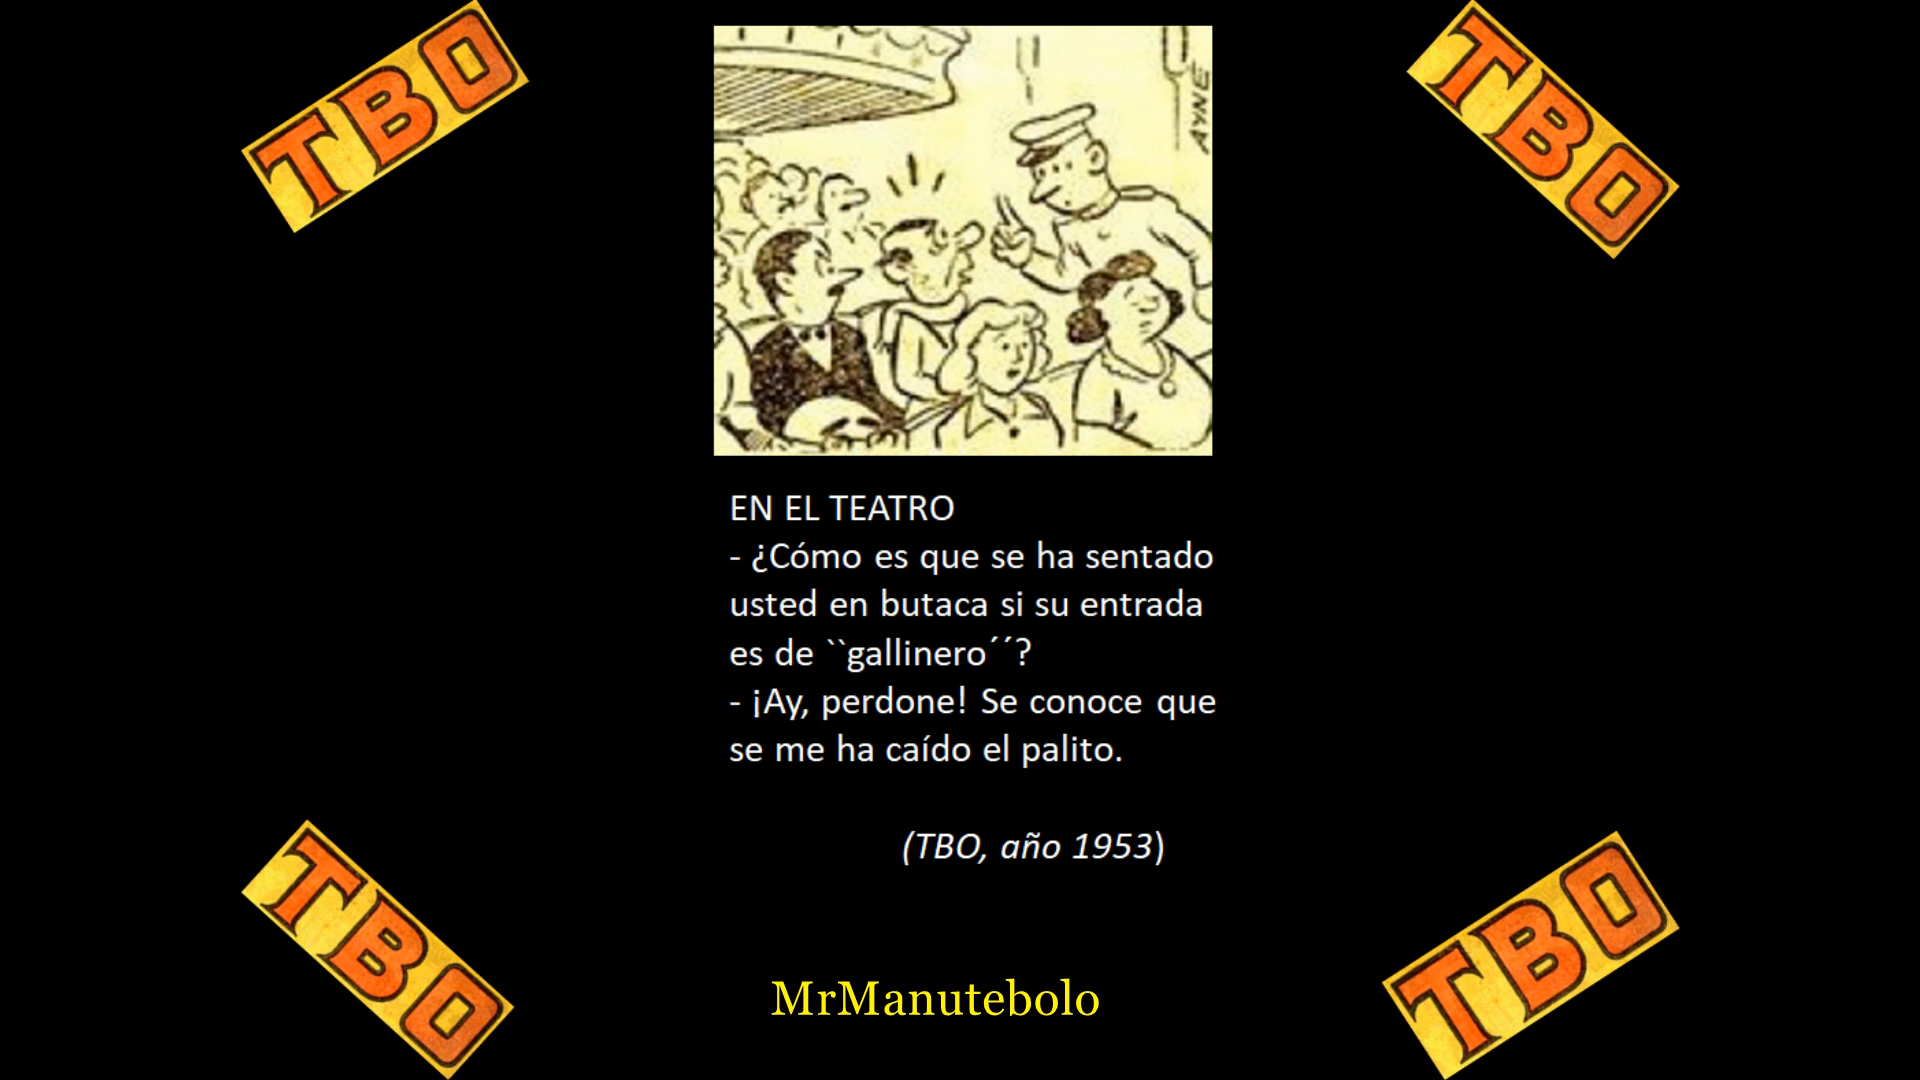 TBO
TBO
AYNÉ
EN EL TEATRO
- ¿Cómo es que se ha sentado
usted en butaca si su entrada
es de ``gallinero´´?
- ¡Ay, perdone! Se conoce que
se me ha caído el palito.
(TBO, año 1953)
TBO
TBO
MrManutebolo